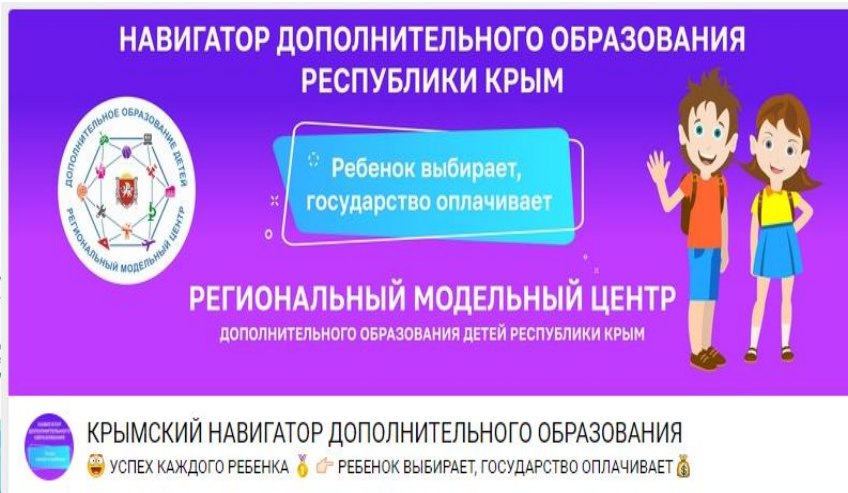 НАВИГАТОР ДОПОЛНИТЕЛЬНОГО ОБРАЗОВАНИЯ
РЕСПУБЛИКИ КРЫМ
ДОПОЛНИТЕЛЬНОЕ ОБРАЗОВАНИЕ ДЕТЕЙ
РЕГИОНАЛЬНЫЙ МОДЕЛЬНЫЙ ЦЕНТР
Ребенок выбирает,
государство оплачивает
РЕГИОНАЛЬНЫЙ МОДЕЛЬНЫЙ ЦЕНТР
ДОПОЛНИТЕЛЬНОГО ОБРАЗОВАНИЯ ДЕТЕЙ РЕСПУБЛИКИ КРЫМ
КРЫМСКИЙ НАВИГАТОР ДОПОЛНИТЕЛЬНОГО ОБРАЗОВАНИЯ
😀 УСПЕХ КАЖДОГО РЕБЕНКА 🥇 👉 РЕБЕНОК ВЫБИРАЕТ, ГОСУДАРСТВО ОПЛАЧИВАЕТ 💰